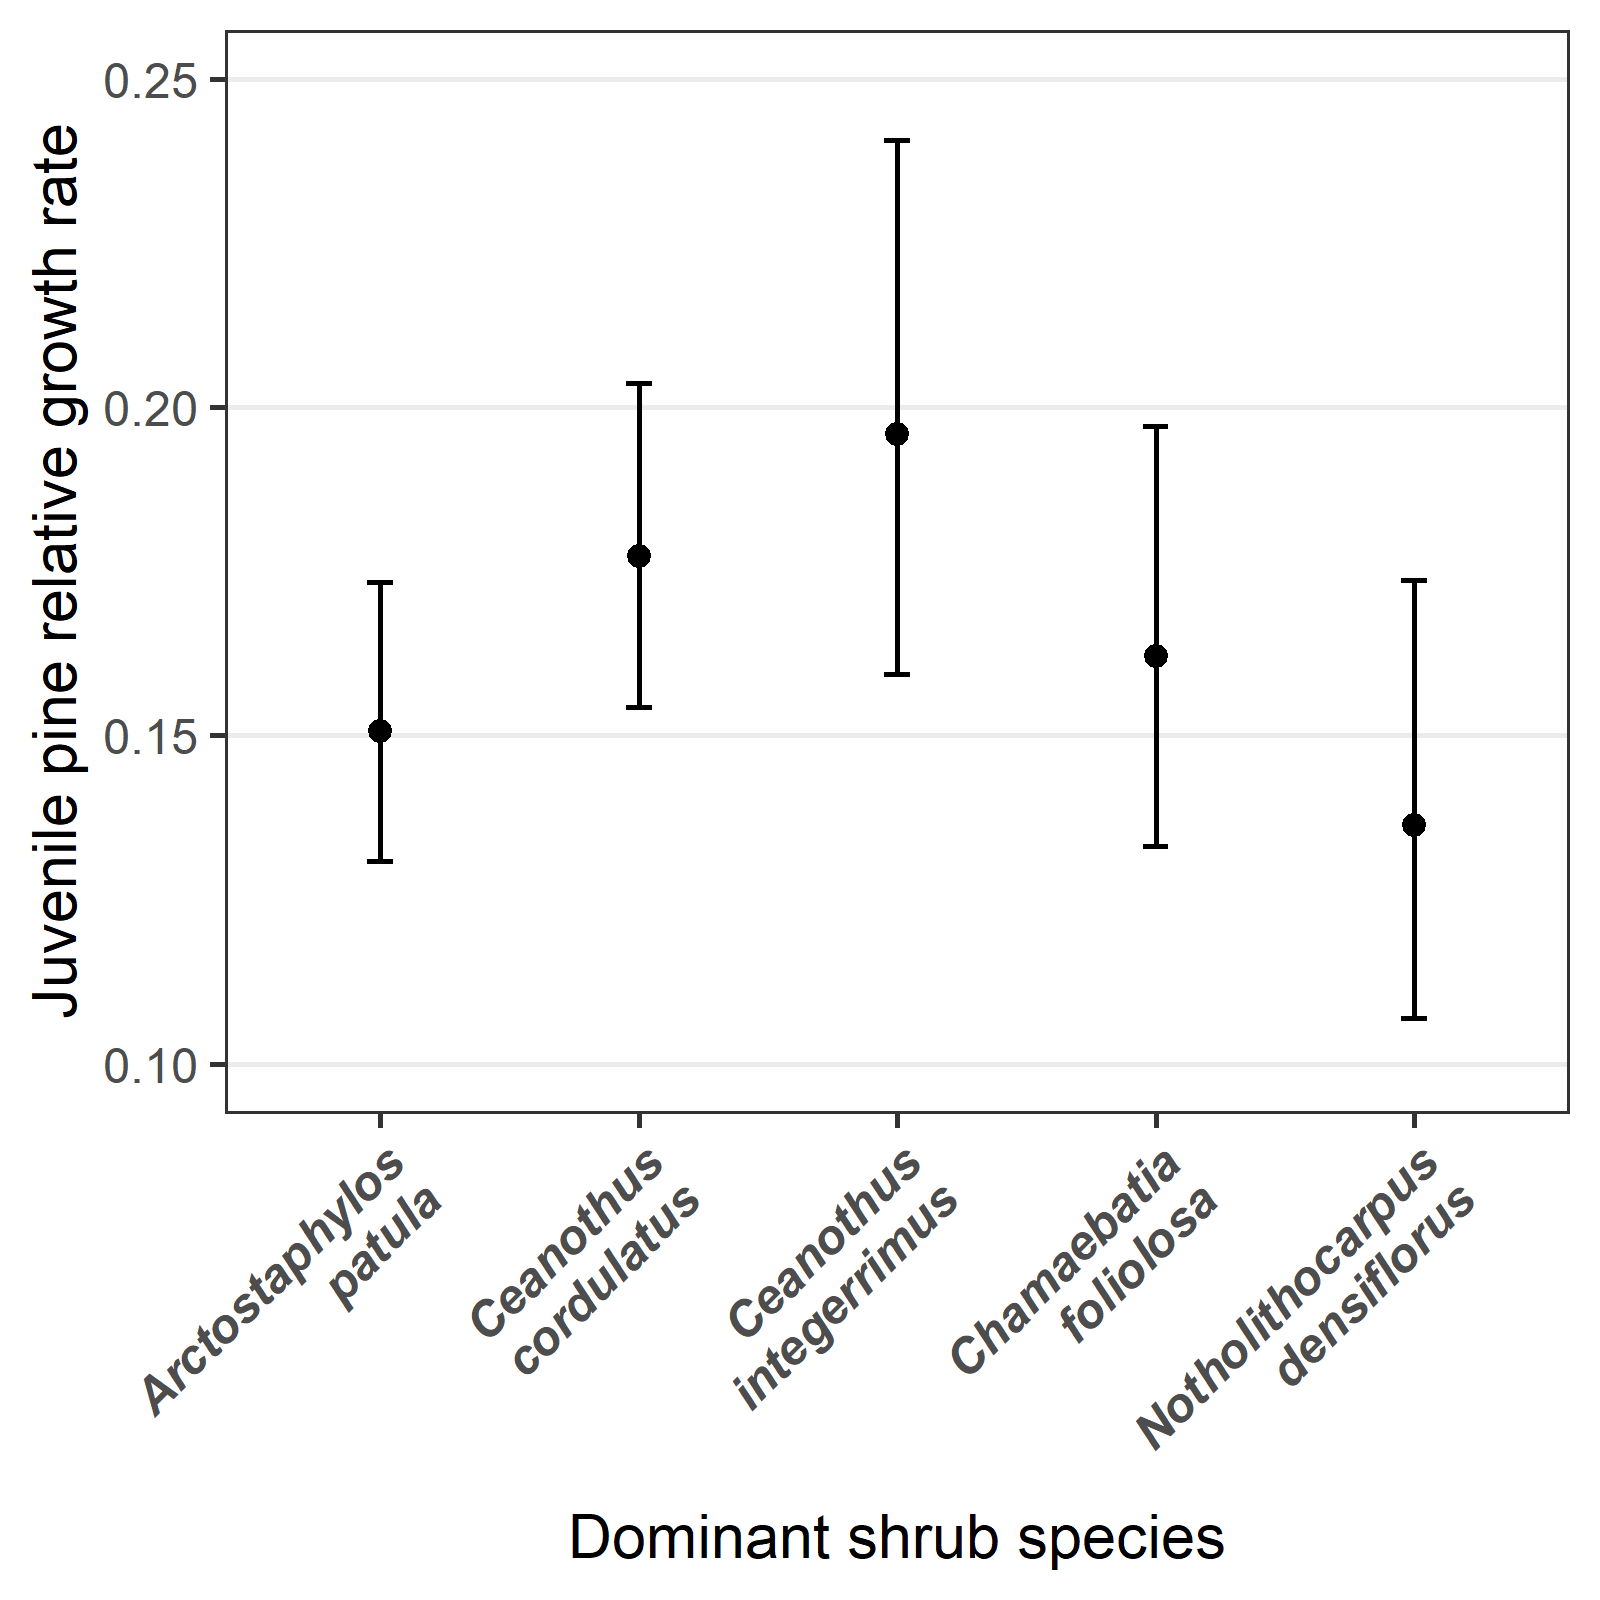 Juvenile pine relative growth rate
0.25
0.20
0.15
0.10
Arctostaphylos
patula
Ceanothus
cordulatus
Ceanothus
integerrimus
Chamaebatia
foliolosa
Notholithocarpus
densiflorus
Dominant shrub species